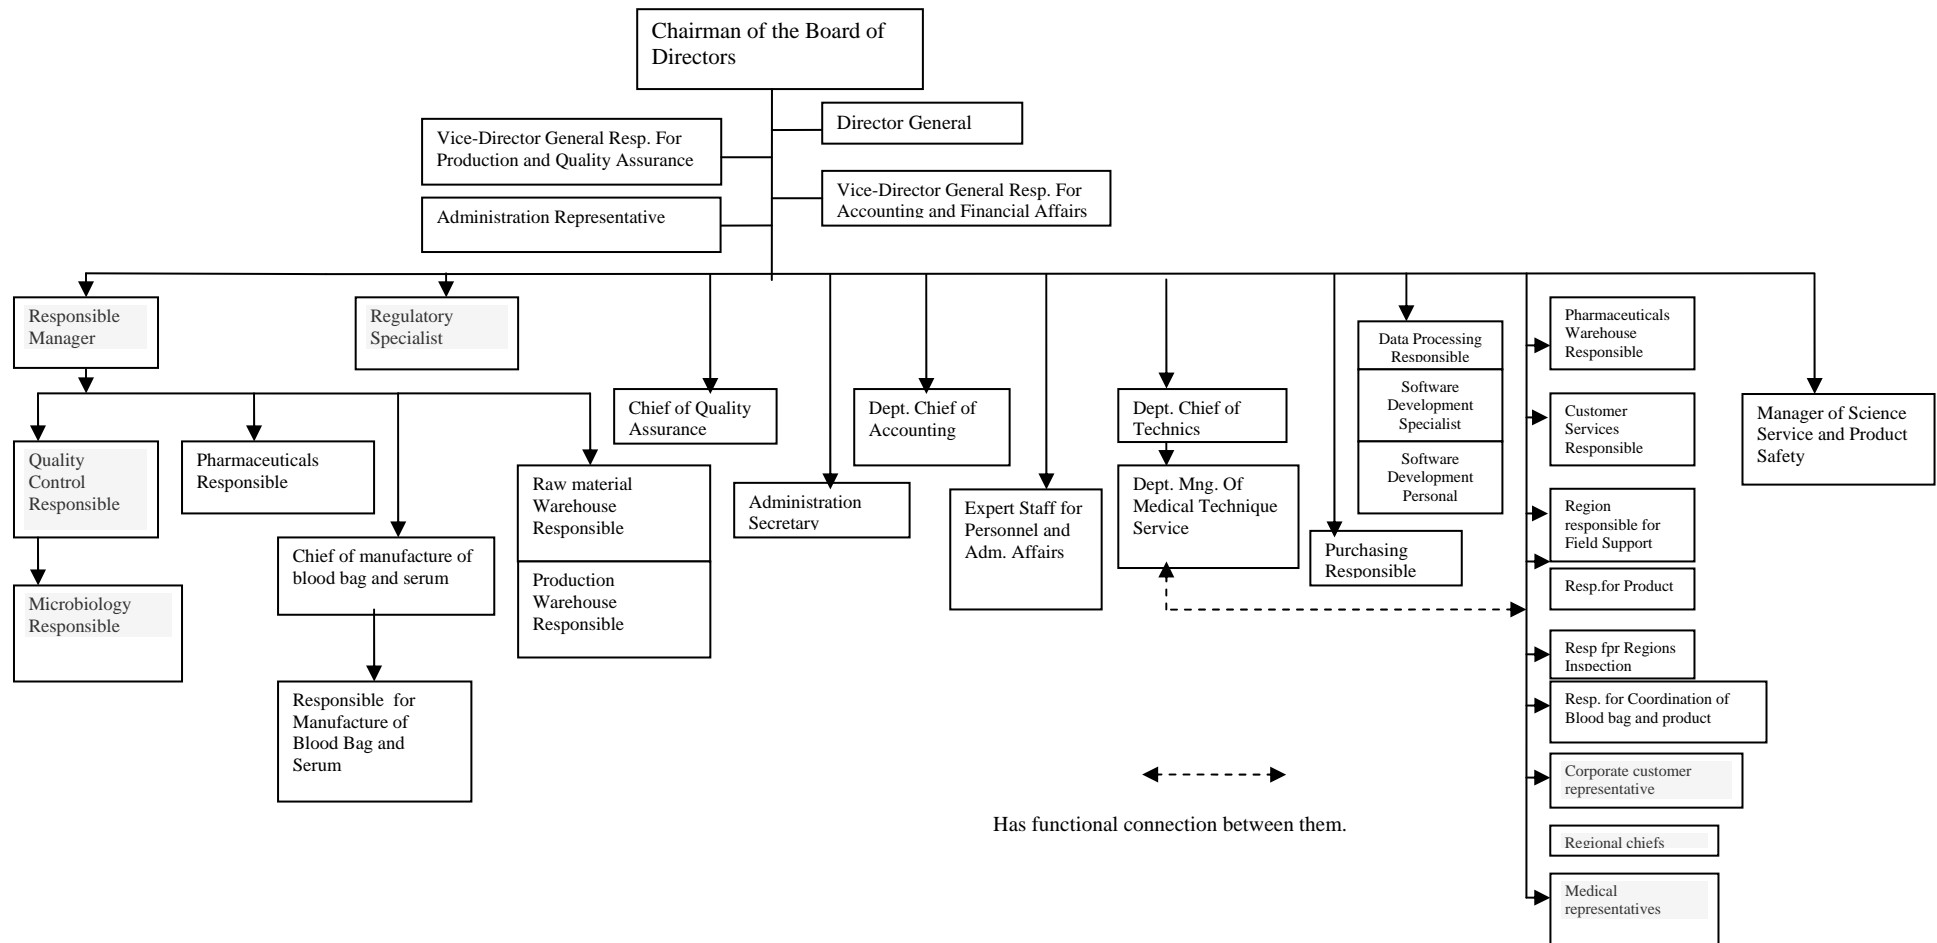 Chairman of the Board of
Directors
Director General
Vice-Director General Resp. For
Production and Quality Assurance
Vice-Director General Resp. For
Accounting and Financial Affairs
Administration Representative
Responsible
Manager
Regulatory
Specialist
Pharmaceuticals
Warehouse
Responsible
Data Processing
Responsible
Software
Development
Specialist
Software
Development
Personal
Chief of Quality
Assurance
Dept. Chief of
Accounting
Dept. Chief of
Technics
Customer
Services
Responsible
Manager of Science
Service and Product
Safety
Quality
Control
Responsible
Pharmaceuticals
Responsible
Raw material
Warehouse
Responsible
Production
Warehouse
Responsible
Administration
Secretary
Expert Staff for
Personnel and
Adm. Affairs
Dept. Mng. Of
Medical Technique
Service
Purchasing
Responsible
Region
responsible for
Field Support
Resp.for Product
Chief of manufacture of
blood bag and serum
Microbiology
Responsible
Resp fpr Regions
Inspection
Responsible  for
Manufacture of
Blood Bag and
Serum
Resp. for Coordination of
Blood bag and product
Corporate customer
representative
Regional chiefs
Medical
representatives
Has functional connection between them.